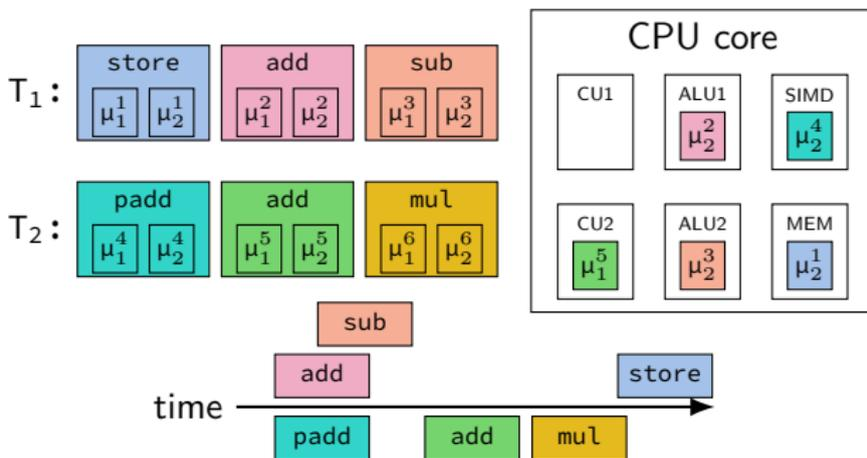 T₁: store add sub
μ₁¹ μ₂¹ μ₁² μ₂² μ₁³ μ₂³
T₂: padd add mul
μ₁⁴ μ₂⁴ μ₁⁵ μ₂⁵ μ₁⁶ μ₂⁶
CPU core
CU1 ALU1 SIMD
μ₂² μ₂⁴
CU2 ALU2 MEM
μ₁⁵ μ₂³ μ₂¹
sub
add store
time
padd add mul